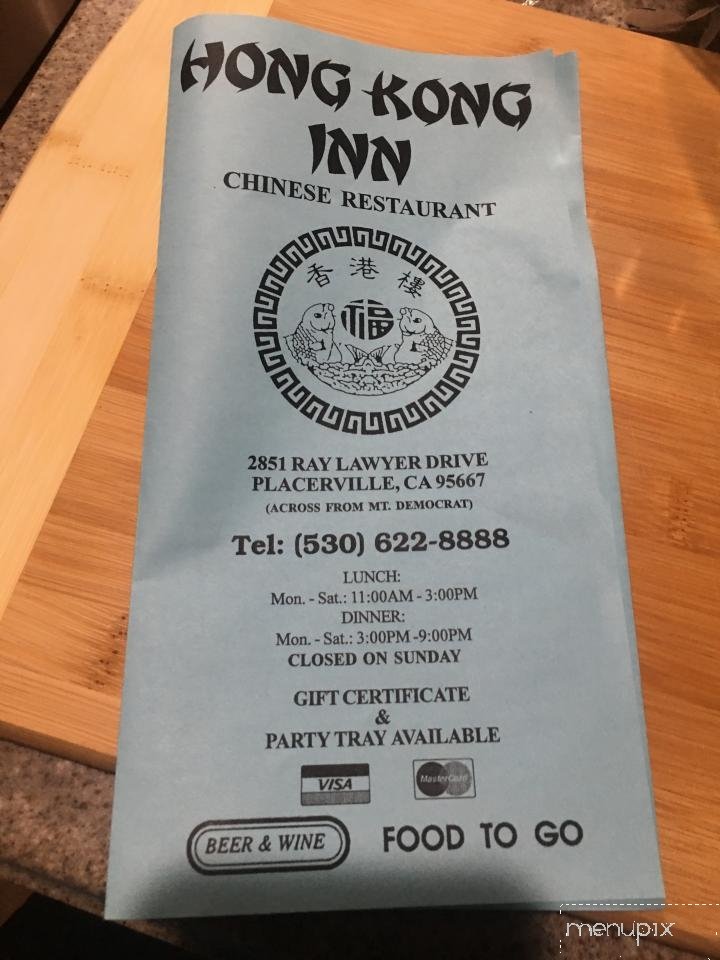 HONG KONG
INN
CHINESE RESTAURANT
香港樓
福
2851 RAY LAWYER DRIVE
PLACERVILLE, CA 95667
(ACROSS FROM MT. DEMOCRAT)
Tel: (530) 622-8888
LUNCH:
Mon. - Sat.: 11:00AM - 3:00PM
DINNER:
Mon. - Sat.: 3:00PM -9:00PM
CLOSED ON SUNDAY
GIFT CERTIFICATE
&
PARTY TRAY AVAILABLE
VISA MasterCard
BEER & WINE FOOD TO GO
menupix